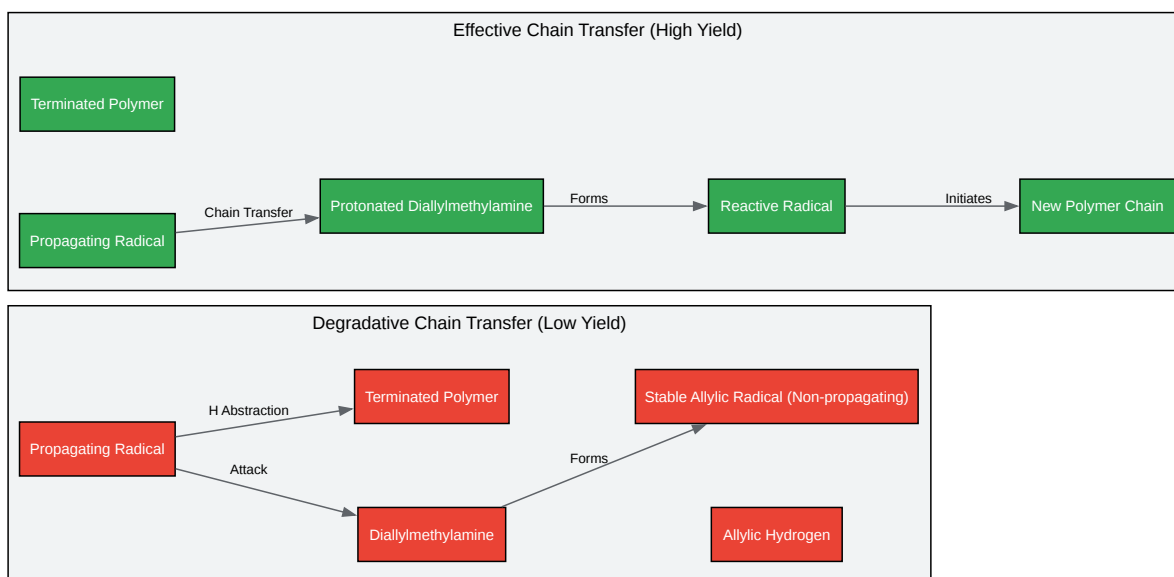 Effective Chain Transfer (High Yield)
Terminated Polymer
Propagating Radical
Chain Transfer
Protonated Diallylmethylamine
Forms
Reactive Radical
Initiates
New Polymer Chain
Degradative Chain Transfer (Low Yield)
Propagating Radical
H Abstraction
Terminated Polymer
Attack
Diallylmethylamine
Forms
Stable Allylic Radical (Non-propagating)
Allylic Hydrogen